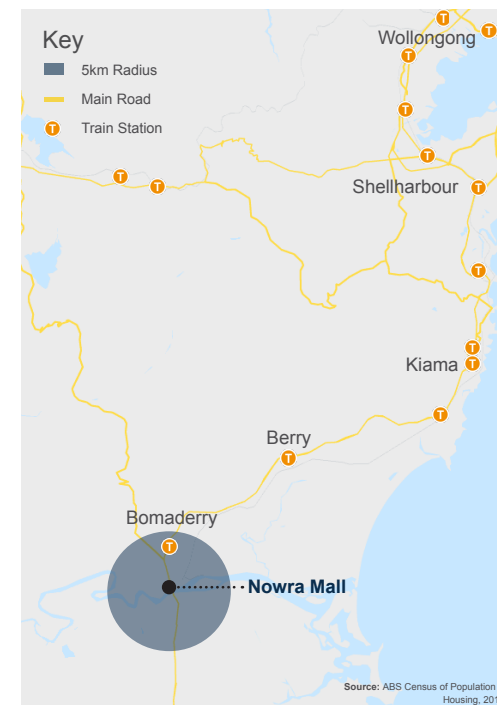 Key
5km Radius
Main Road
T Train Station
Wollongong
T
T
T
T
T
Shellharbour
T
T
T
T
T
Kiama
T
T
Berry
T
Bomaderry
T
Nowra Mall
Source: ABS Census of Population
Housing, 201